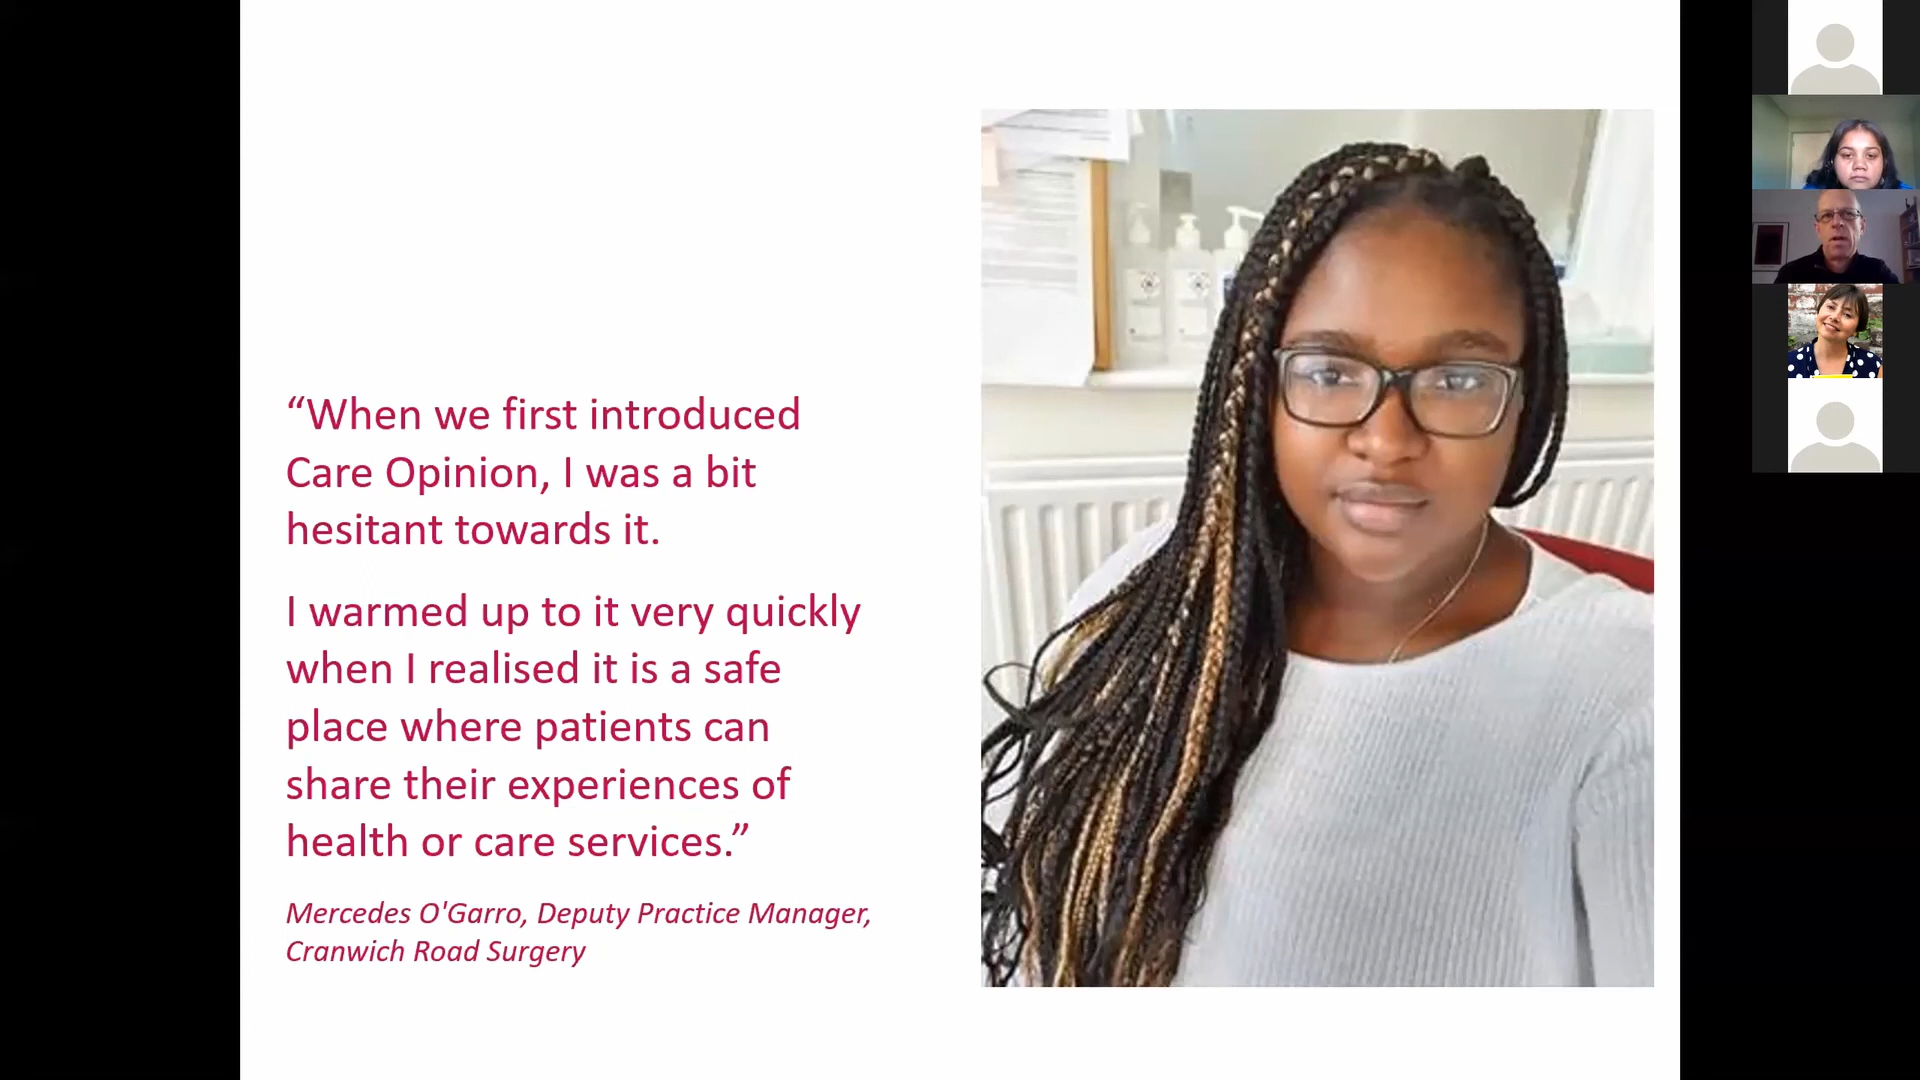 “When we first introduced
Care Opinion, I was a bit
hesitant towards it.
I warmed up to it very quickly
when I realised it is a safe
place where patients can
share their experiences of
health or care services.”
Mercedes O'Garro, Deputy Practice Manager,
Cranwich Road Surgery